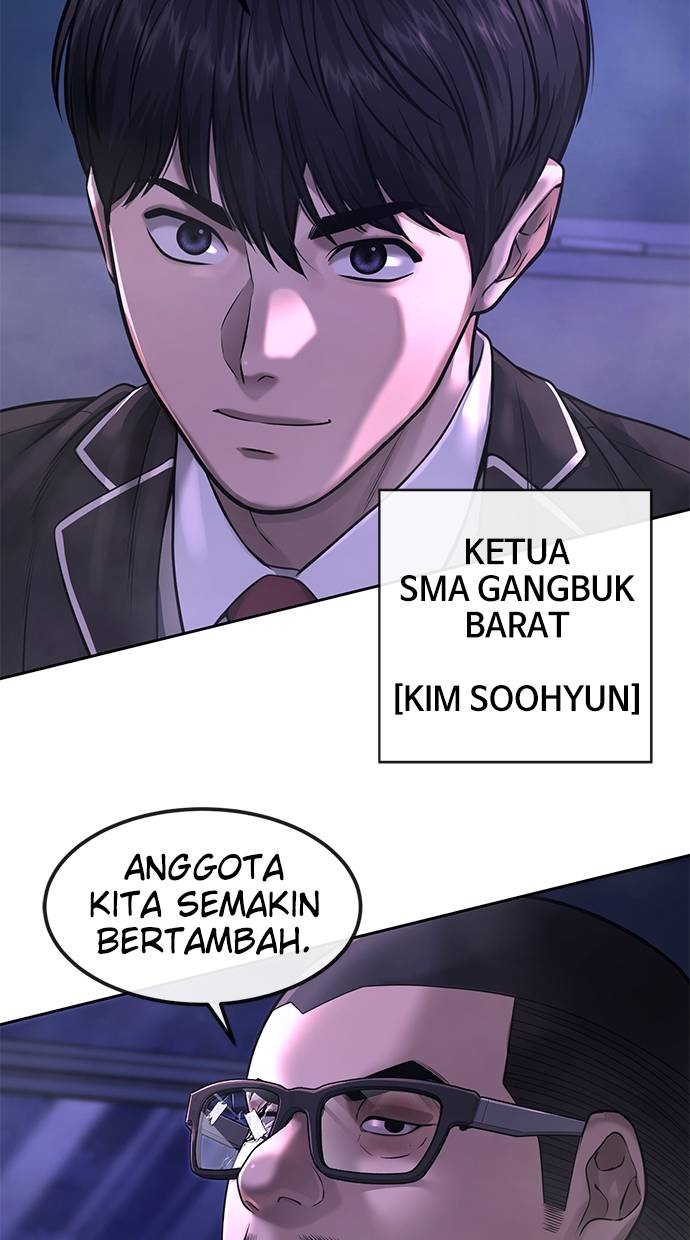 KETUA
SMA GANGBUK
BARAT
[KIM SOOHYUN]
ANGGOTA
KITA SEMAKIN
BERTAMBAH.